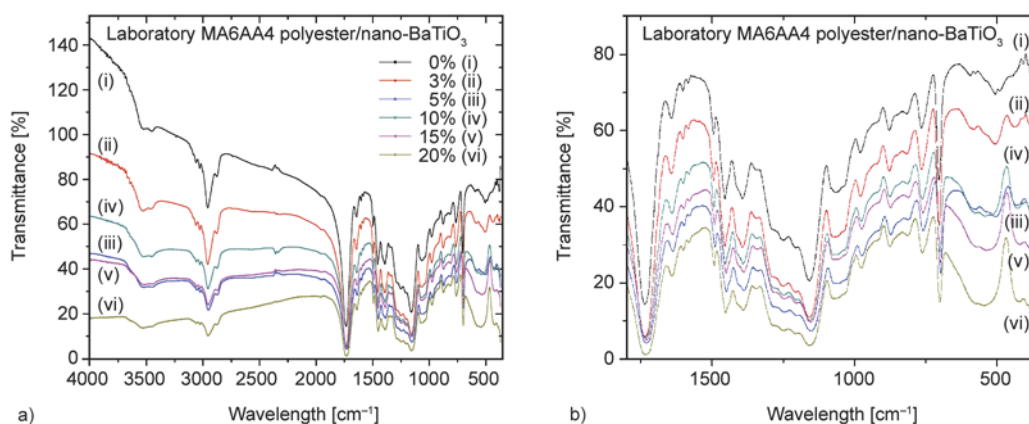 Laboratory MA6AA4 polyester/nano-BaTiO₃
140
120
100
80
60
40
20
0
Transmittance [%]
(i)
(ii)
(iv)
(iii)
(v)
(vi)
0% (i)
3% (ii)
5% (iii)
10% (iv)
15% (v)
20% (vi)
4000 3500 3000 2500 2000 1500 1000 500
Wavelength [cm⁻¹]
a)
Laboratory MA6AA4 polyester/nano-BaTiO₃
80
60
40
20
0
Transmittance [%]
(i)
(ii)
(iv)
(iii)
(v)
(vi)
1500 1000 500
Wavelength [cm⁻¹]
b)